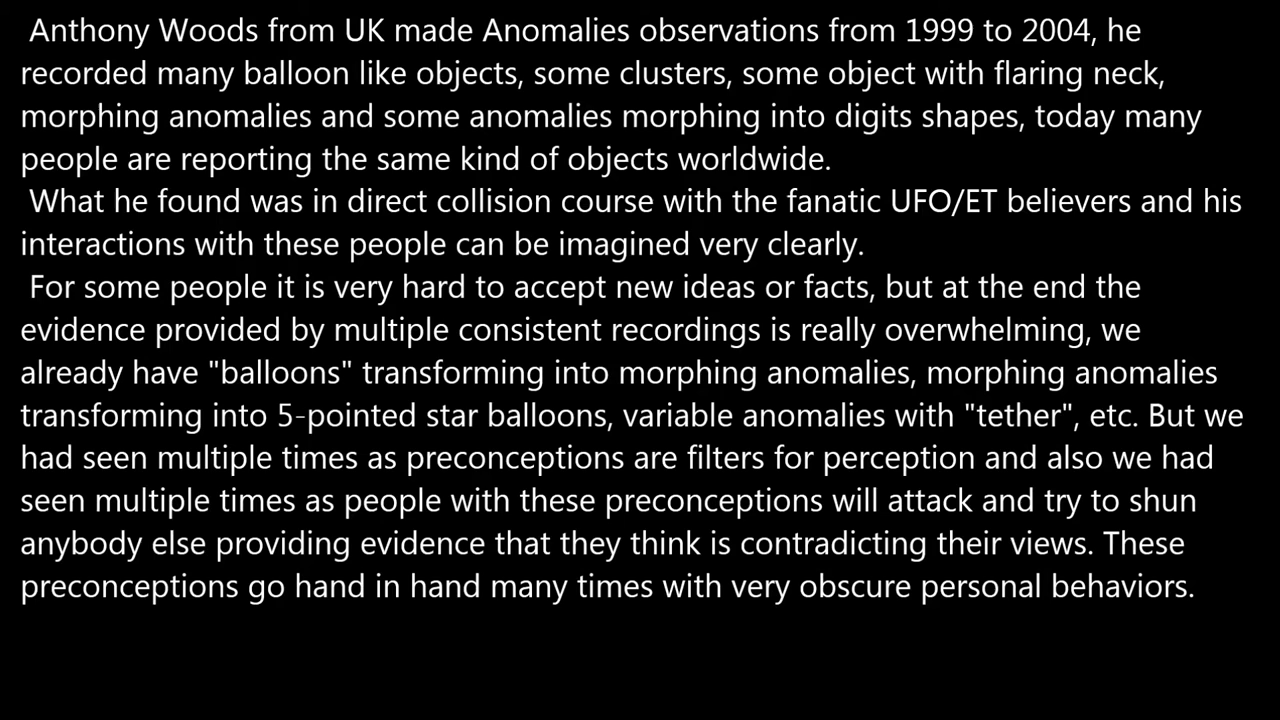 Anthony Woods from UK made Anomalies observations from 1999 to 2004, he
recorded many balloon like objects, some clusters, some object with flaring neck,
morphing anomalies and some anomalies morphing into digits shapes, today many
people are reporting the same kind of objects worldwide.
What he found was in direct collision course with the fanatic UFO/ET believers and his
interactions with these people can be imagined very clearly.
For some people it is very hard to accept new ideas or facts, but at the end the
evidence provided by multiple consistent recordings is really overwhelming, we
already have "balloons" transforming into morphing anomalies, morphing anomalies
transforming into 5-pointed star balloons, variable anomalies with "tether", etc. But we
had seen multiple times as preconceptions are filters for perception and also we had
seen multiple times as people with these preconceptions will attack and try to shun
anybody else providing evidence that they think is contradicting their views. These
preconceptions go hand in hand many times with very obscure personal behaviors.